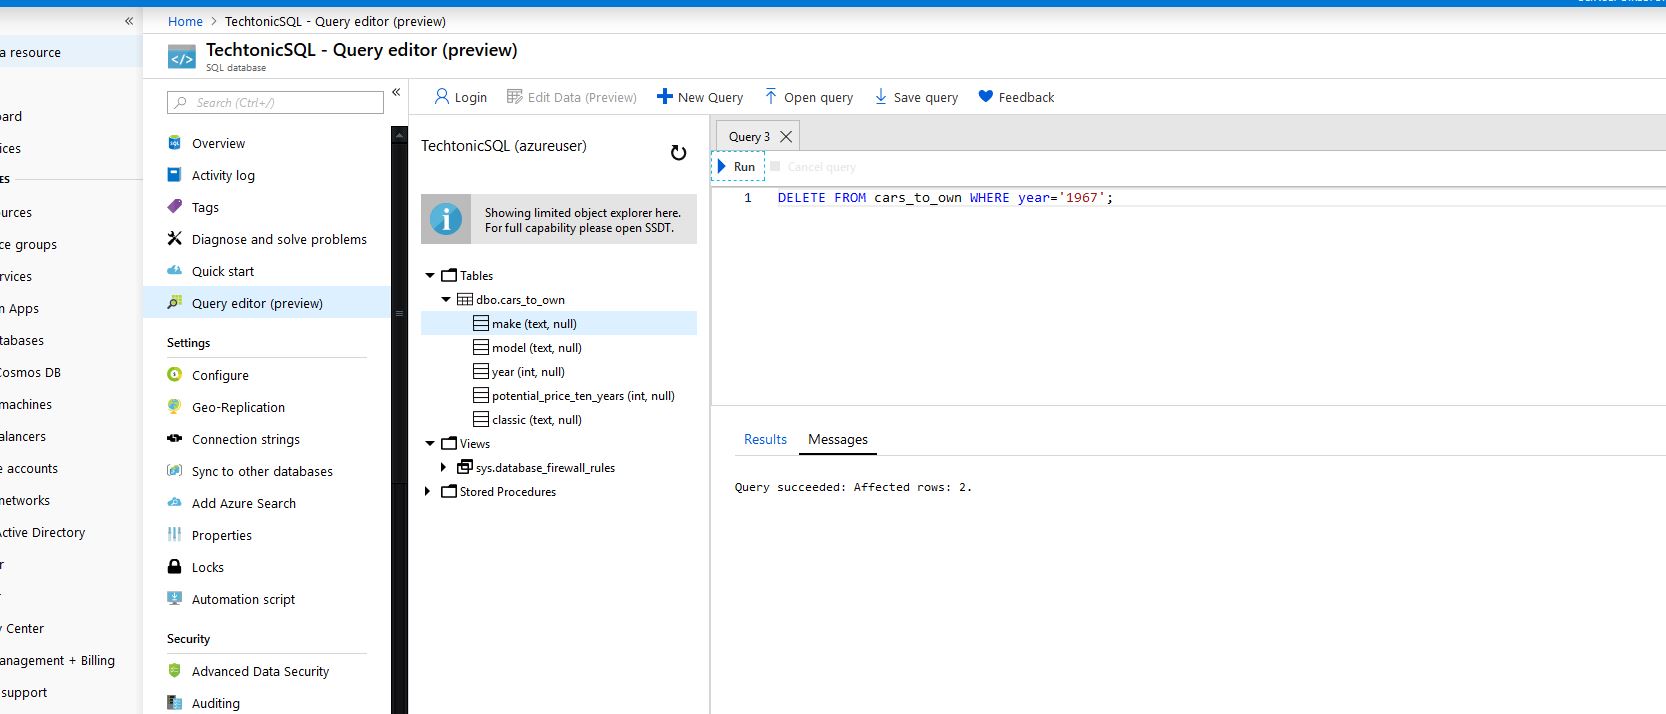 a resource
ard
ices
ES
ources
ce groups
rvices
n Apps
tabases
Cosmos DB
machines
alancers
e accounts
networks
Active Directory
r
y Center
anagement + Billing
support
Home > TechtonicSQL - Query editor (preview)
TechtonicSQL - Query editor (preview)
SQL database
Search (Ctrl+/)
Overview
Activity log
Tags
Diagnose and solve problems
Quick start
Query editor (preview)
Settings
Configure
Geo-Replication
Connection strings
Sync to other databases
Add Azure Search
Properties
Locks
Automation script
Security
Advanced Data Security
Auditing
Login Edit Data (Preview) New Query Open query Save query Feedback
TechtonicSQL (azureuser)
Showing limited object explorer here.
For full capability please open SSDT.
Tables
dbo.cars_to_own
make (text, null)
model (text, null)
year (int, null)
potential_price_ten_years (int, null)
classic (text, null)
Views
sys.database_firewall_rules
Stored Procedures
Query 3
Run Cancel query
1 DELETE FROM cars_to_own WHERE year='1967';
Results Messages
Query succeeded: Affected rows: 2.